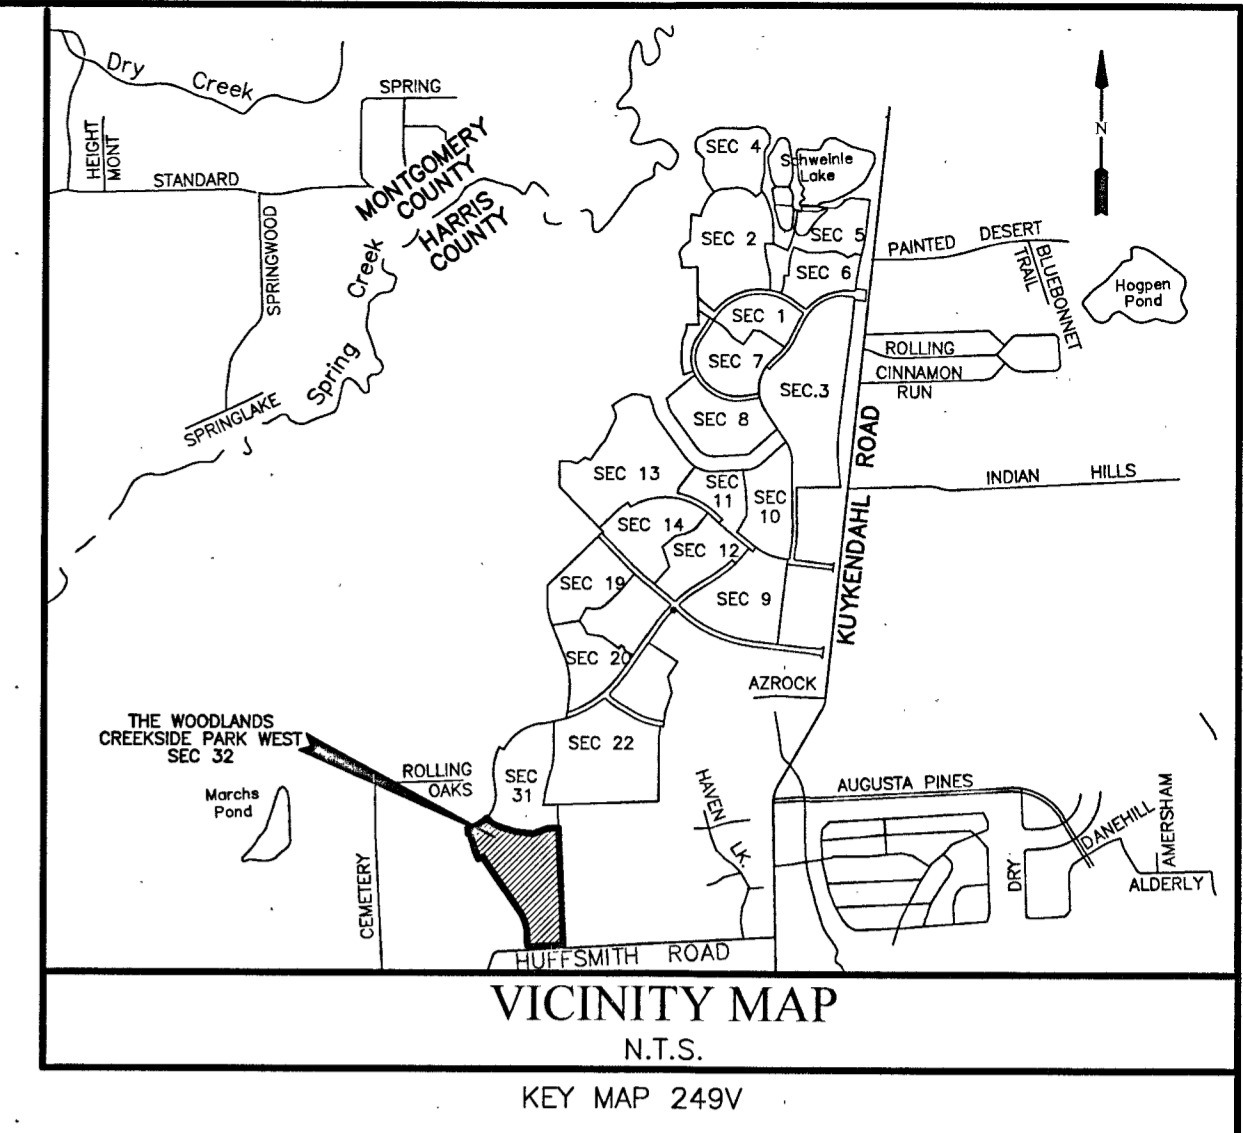 Dry Creek
SPRING
HEIGHT
MONT
STANDARD
MONTGOMERY
COUNTY
HARRIS
COUNTY
SPRINGWOOD
Spring Creek
SPRINGLAKE
N
SEC 4
Schweinle
Lake
SEC 2
SEC 5
SEC 6
PAINTED DESERT
BLUEBONNET
TRAIL
Hogpen
Pond
SEC 1
SEC 7
SEC.3
ROLLING
CINNAMON
RUN
SEC 8
KUYKENDAHL ROAD
SEC 13
SEC
11
SEC
10
INDIAN HILLS
SEC 14
SEC 12
SEC 19
SEC 9
SEC 20
AZROCK
THE WOODLANDS
CREEKSIDE PARK WEST
SEC 32
SEC 22
ROLLING
OAKS
SEC
31
Marchs
Pond
HAVEN
LK.
AUGUSTA PINES
DANEHILL
AMERSHAM
DRY
ALDERLY
CEMETERY
HUFFSMITH ROAD
VICINITY MAP
N.T.S.
KEY MAP 249V